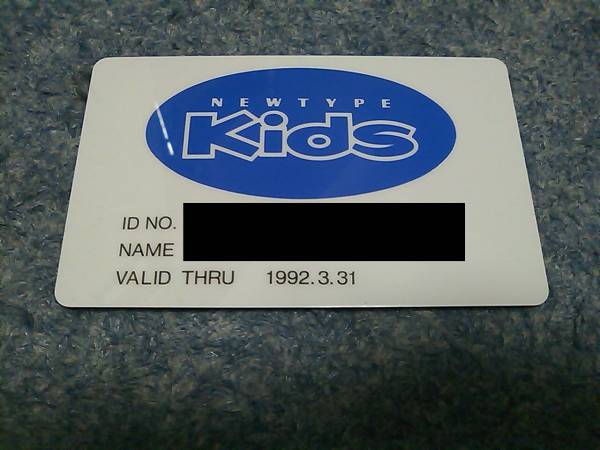 NEWTYPE
Kids
ID NO.
NAME
VALID THRU 1992.3.31